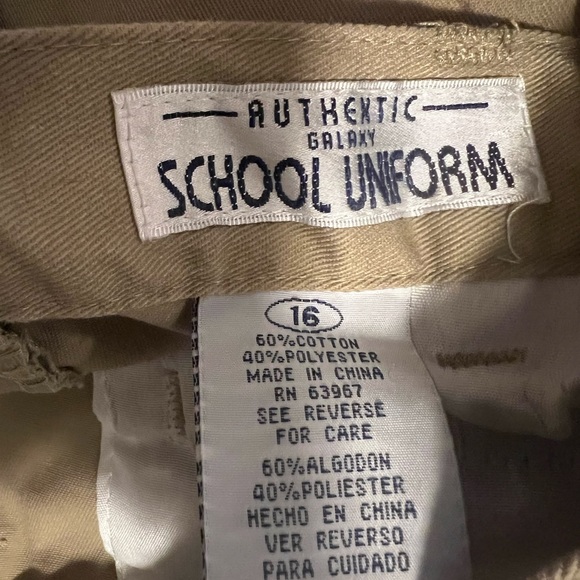 AUTHENTIC
GALAXY
SCHOOL UNIFORM
16
60%COTTON
40%POLYESTER
MADE IN CHINA
RN 63967
SEE REVERSE
FOR CARE
60%ALGODON
40%POLIESTER
HECHO EN CHINA
VER REVERSO
PARA CUIDADO